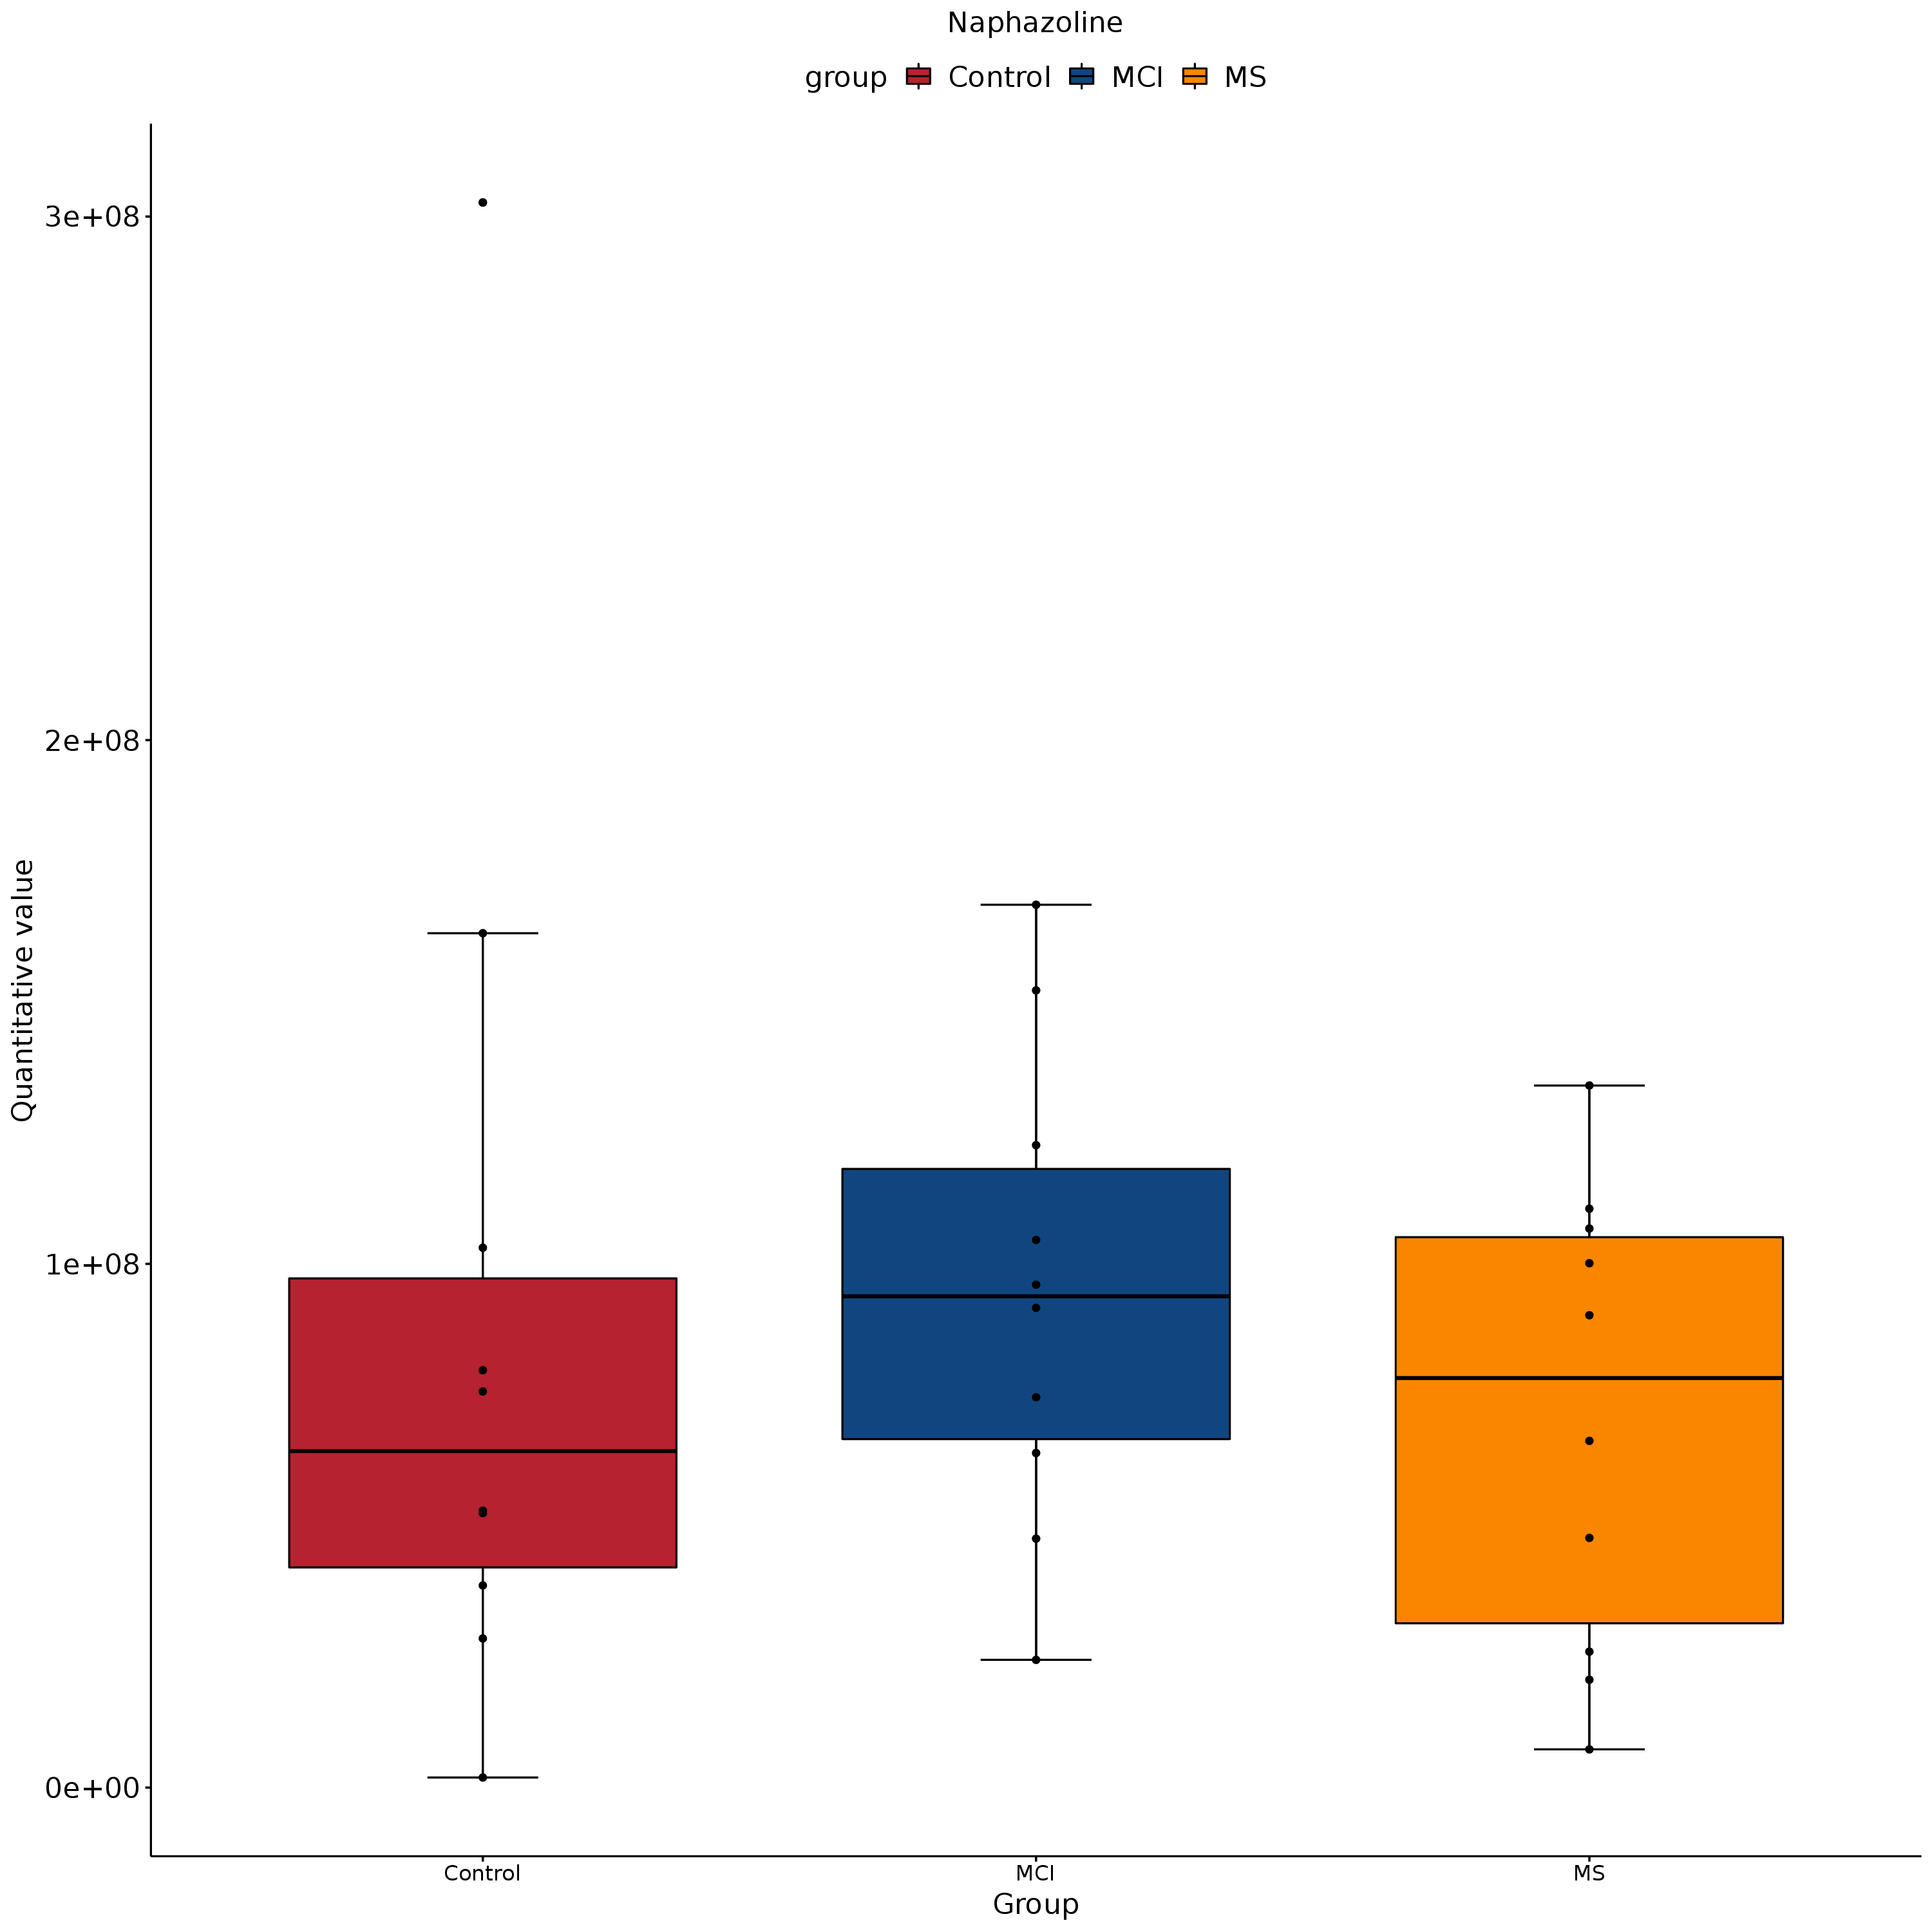 Naphazoline
group Control MCI MS
3e+08
2e+08
1e+08
0e+00
Quantitative value
Control MCI MS
Group